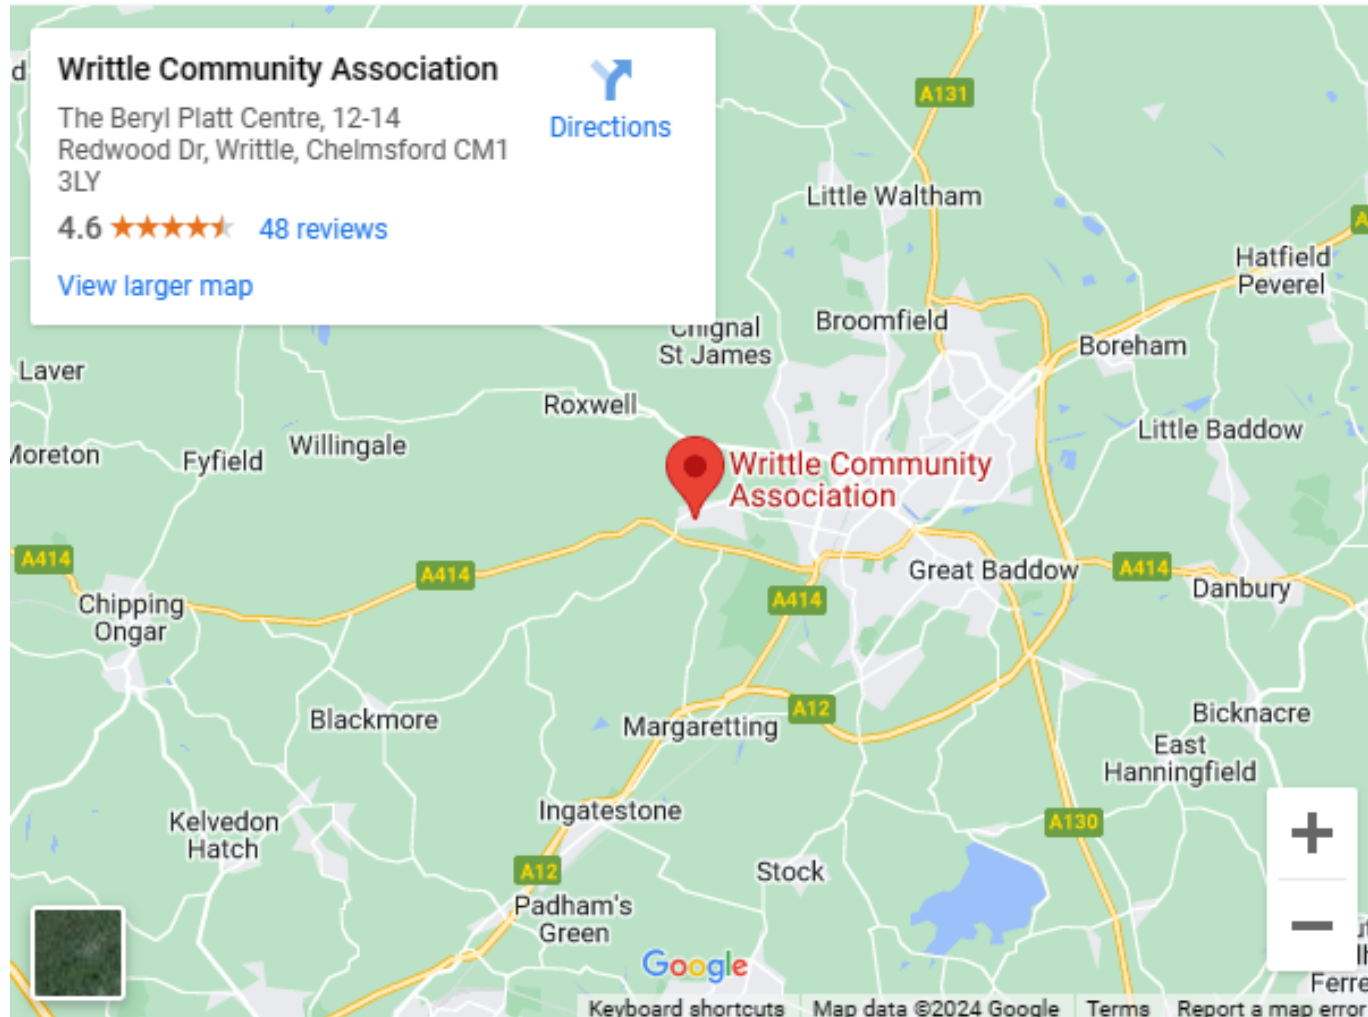 Writtle Community Association
The Beryl Platt Centre, 12-14
Redwood Dr, Writtle, Chelmsford CM1
3LY
4.6
48 reviews
View larger map
Directions
d
A131
Little Waltham
A
Hatfield
Peverel
Broomfield
Chignal
St James
Boreham
Laver
Roxwell
Little Baddow
Moreton
Fyfield
Willingale
Writtle Community
Association
A414
A414
Great Baddow
A414
Danbury
Chipping
Ongar
A414
Blackmore
Margaretting
A12
Bicknacre
East
Hanningfield
Ingatestone
Kelvedon
Hatch
A130
A12
Stock
Padham's
Green
Google
Ferre
Keyboard shortcuts
Map data ©2024 Google
Terms
Report a map error